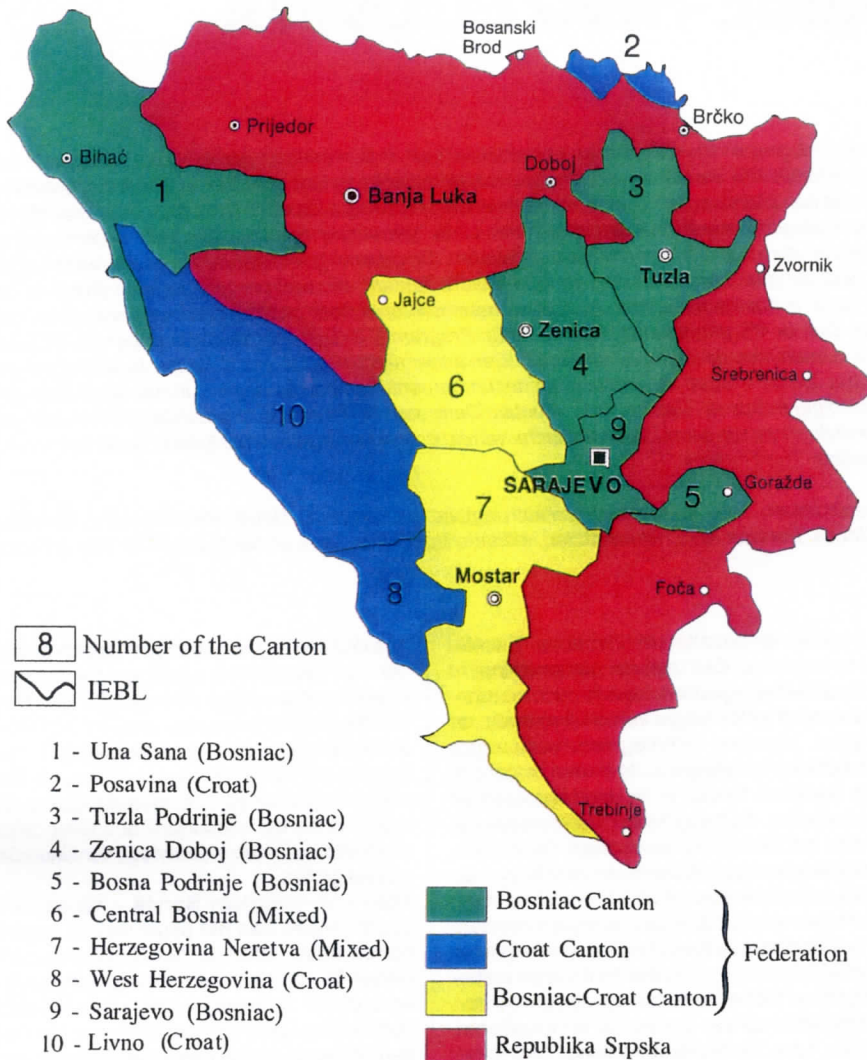 Bosanski
Brod
2
Brčko
Prijedor
Bihać
1
Doboj
3
Banja Luka
Tuzla
Zvornik
Jajce
Zenica
4
Srebrenica
6
10
9
SARAJEVO
5
Goražde
7
Mostar
8
Foča
Trebinje
8 Number of the Canton
IEBL
1 - Una Sana (Bosniac)
2 - Posavina (Croat)
3 - Tuzla Podrinje (Bosniac)
4 - Zenica Doboj (Bosniac)
5 - Bosna Podrinje (Bosniac)
6 - Central Bosnia (Mixed)
7 - Herzegovina Neretva (Mixed)
8 - West Herzegovina (Croat)
9 - Sarajevo (Bosniac)
10 - Livno (Croat)
Bosniac Canton
Croat Canton
Bosniac-Croat Canton
Federation
Republika Srpska